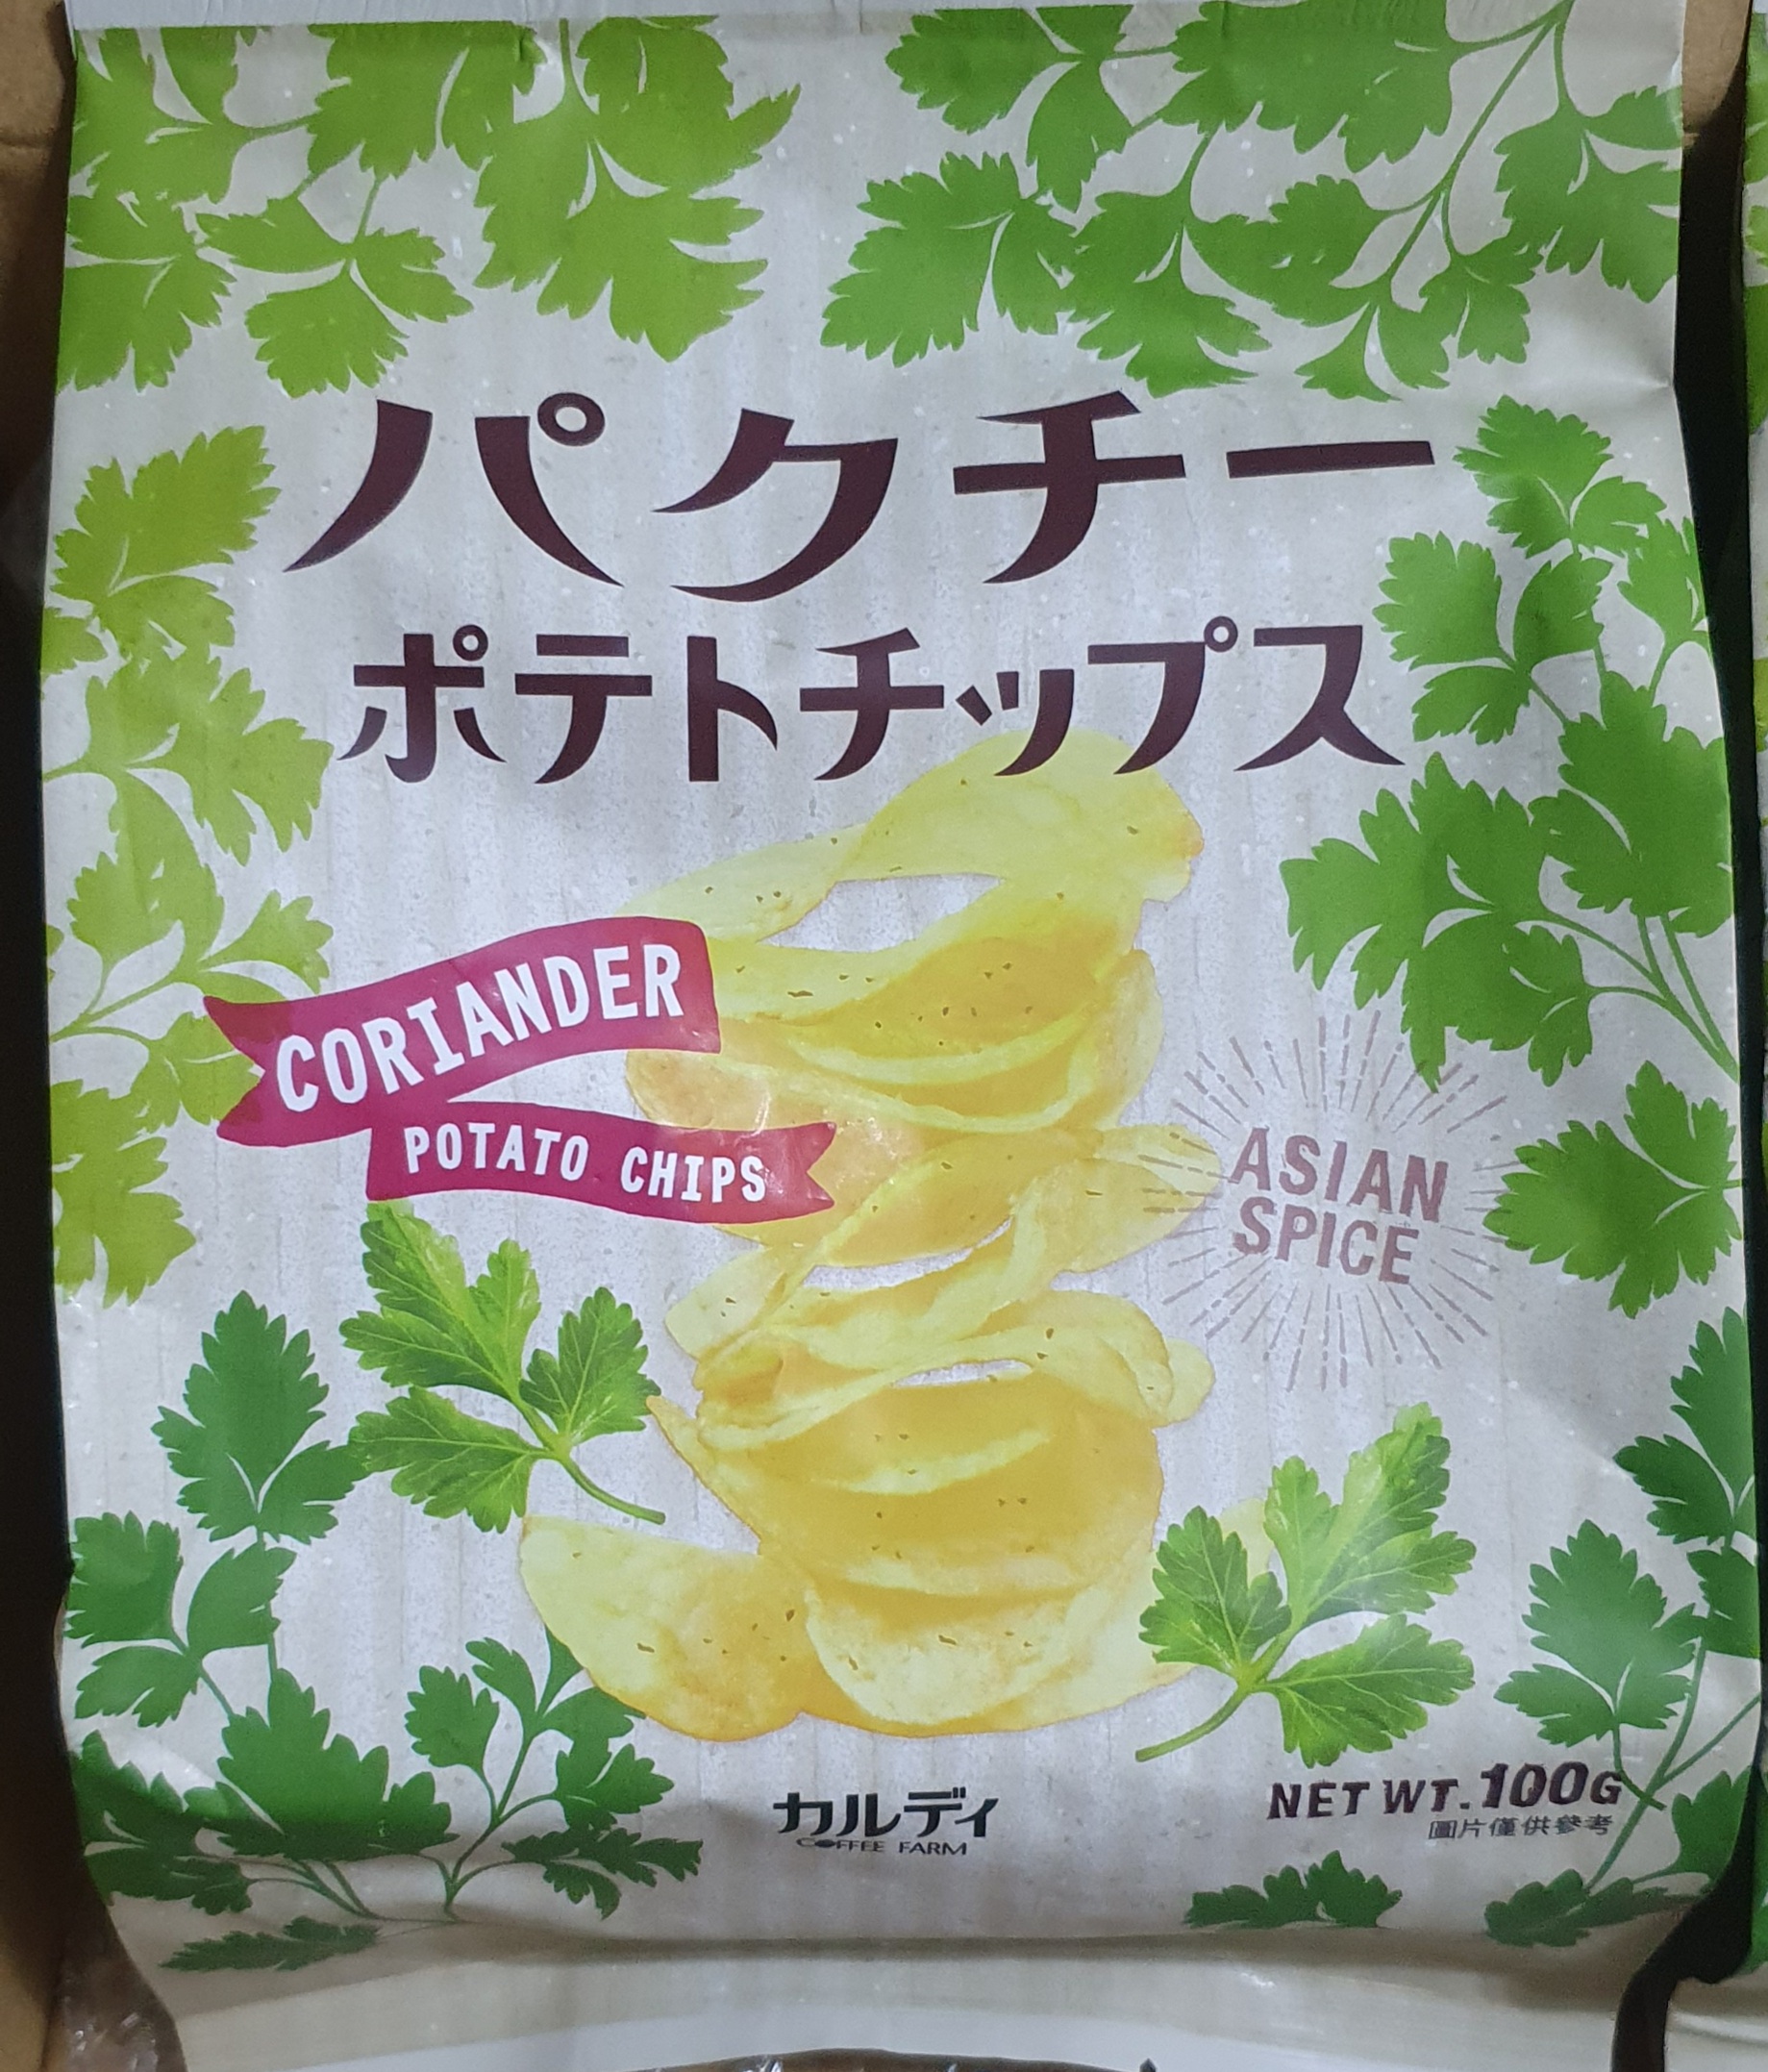 パクチー
ポテトチップス
CORIANDER
POTATO CHIPS
ASIAN
SPICE
カルディ
COFFEE FARM
NET WT. 100G
圖片僅供參考